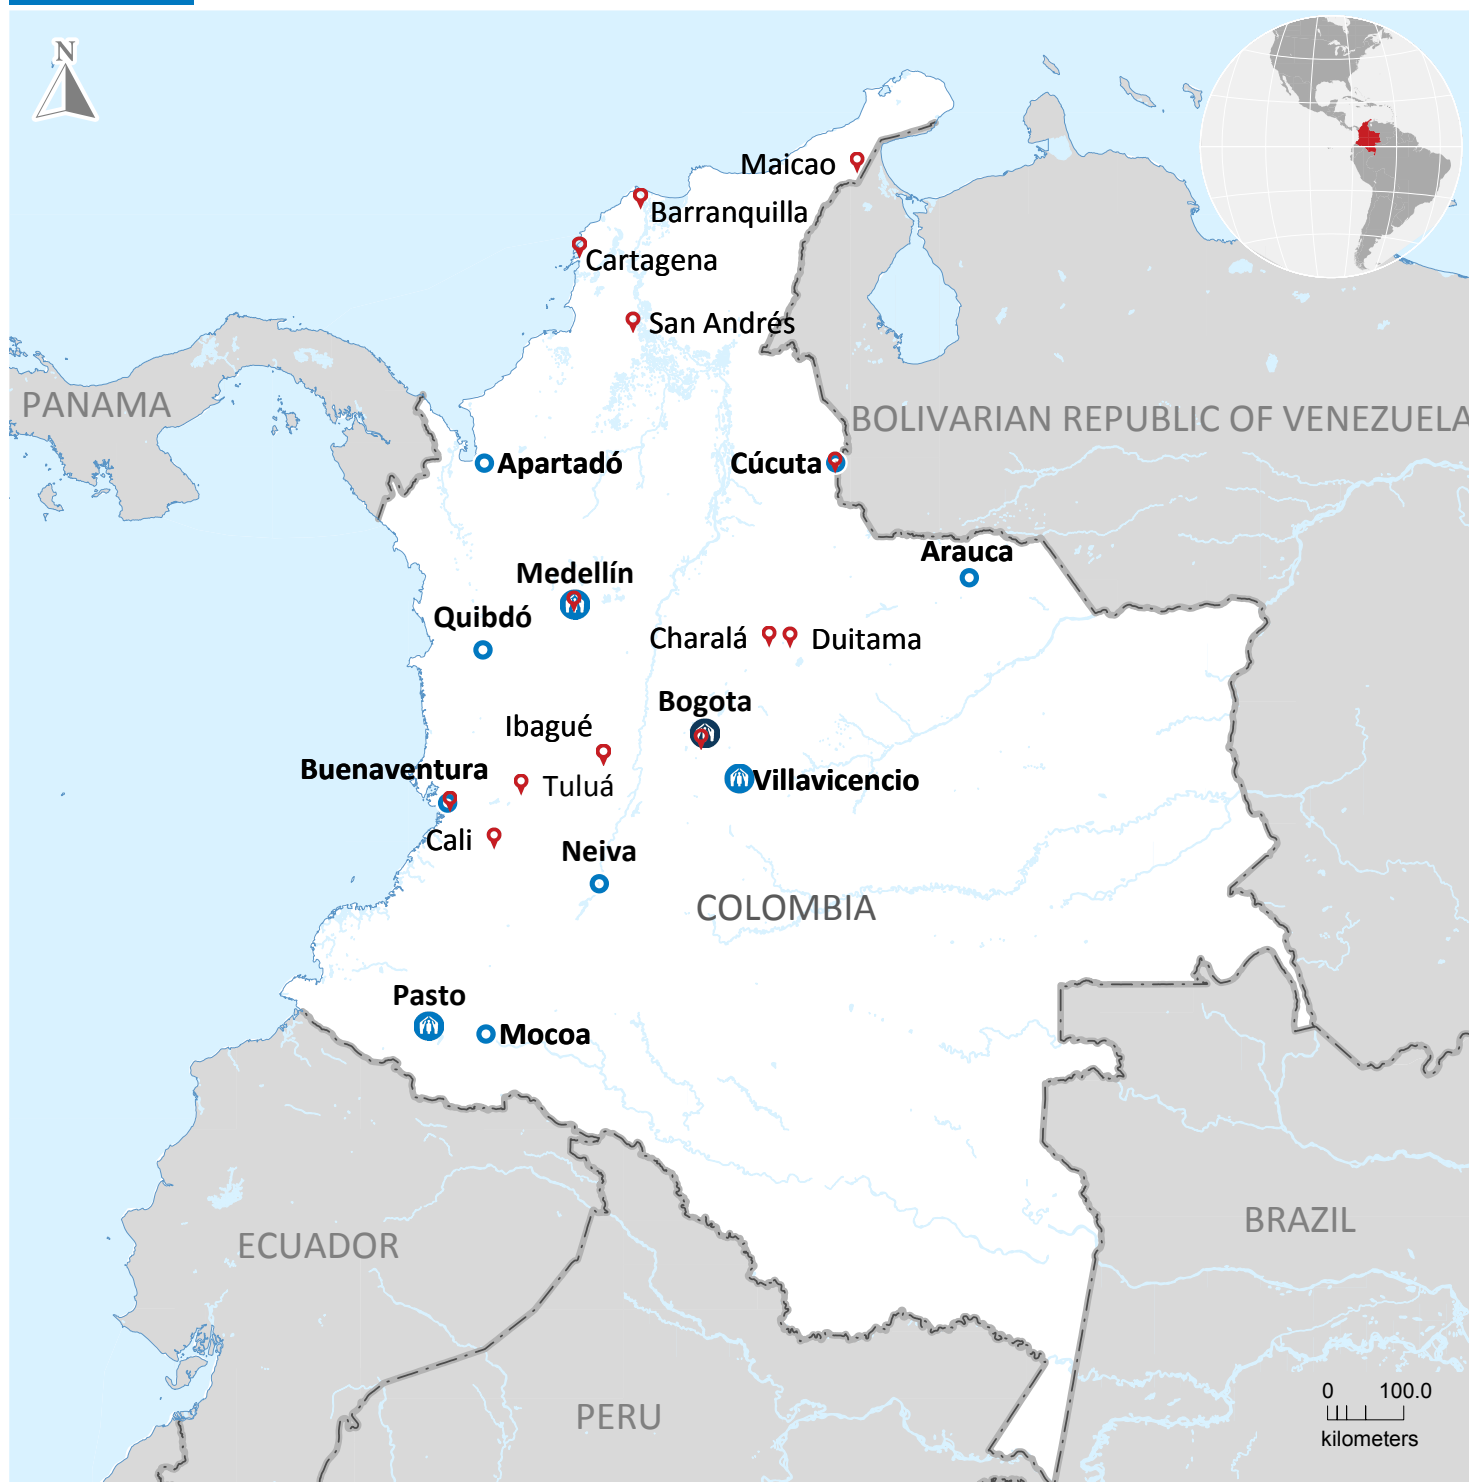 N
Maicao
Barranquilla
Cartagena
San Andrés
PANAMA
BOLIVARIAN REPUBLIC OF VENEZUELA
Apartadó
Cúcuta
Arauca
Medellín
Quibdó
Charalá
Duitama
Bogota
Ibagué
Buenaventura
Tuluá
Villavicencio
Cali
Neiva
COLOMBIA
Pasto
Mocoa
ECUADOR
BRAZIL
PERU
0 100.0
kilometers